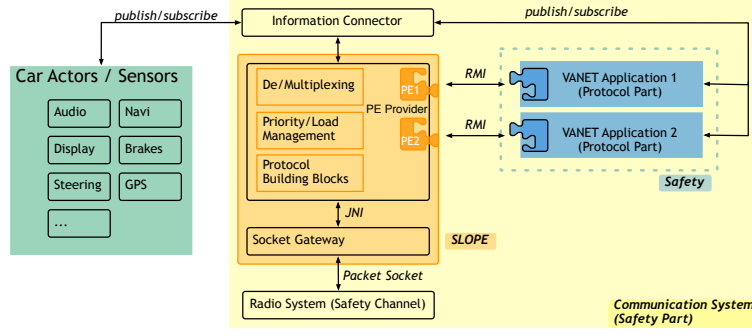 publish/subscribe
Information Connector
publish/subscribe
Car Actors / Sensors
Audio
Navi
Display
Brakes
Steering
GPS
...
De/Multiplexing
PE1
PE Provider
Priority/Load
Management
PE2
Protocol
Building Blocks
RMI
RMI
VANET Application 1
(Protocol Part)
VANET Application 2
(Protocol Part)
Safety
JNI
Socket Gateway
SLOPE
Packet Socket
Radio System (Safety Channel)
Communication System
(Safety Part)